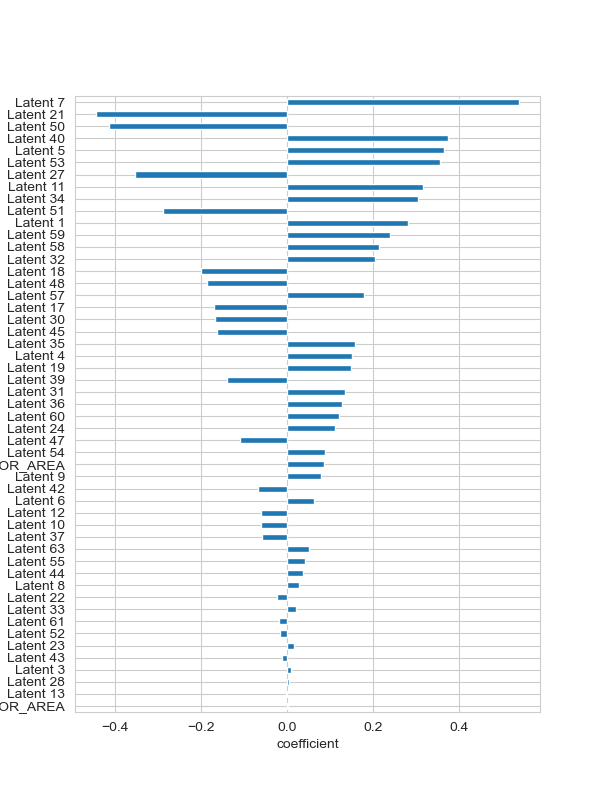 Latent 7
Latent 21
Latent 50
Latent 40
Latent 5
Latent 53
Latent 27
Latent 11
Latent 34
Latent 51
Latent 1
Latent 59
Latent 58
Latent 32
Latent 18
Latent 48
Latent 57
Latent 17
Latent 30
Latent 45
Latent 35
Latent 4
Latent 19
Latent 39
Latent 31
Latent 36
Latent 60
Latent 24
Latent 47
Latent 54
OR_AREA
Latent 9
Latent 42
Latent 6
Latent 12
Latent 10
Latent 37
Latent 63
Latent 55
Latent 44
Latent 8
Latent 22
Latent 33
Latent 61
Latent 52
Latent 23
Latent 43
Latent 3
Latent 28
Latent 13
OR_AREA
−0.4 −0.2 0.0 0.2 0.4
coefficient